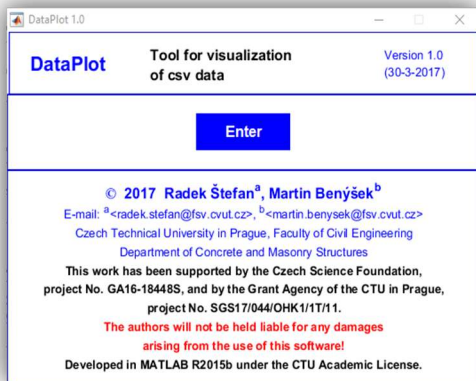 DataPlot 1.0
DataPlot
Tool for visualization
of csv data
Version 1.0
(30-3-2017)
Enter
© 2017 Radek Štefanᵃ, Martin Benýšekᵇ
E-mail: ᵃ<radek.stefan@fsv.cvut.cz>, ᵇ<martin.benysek@fsv.cvut.cz>
Czech Technical University in Prague, Faculty of Civil Engineering
Department of Concrete and Masonry Structures
This work has been supported by the Czech Science Foundation,
project No. GA16-18448S, and by the Grant Agency of the CTU in Prague,
project No. SGS17/044/OHK1/1T/11.
The authors will not be held liable for any damages
arising from the use of this software!
Developed in MATLAB R2015b under the CTU Academic License.